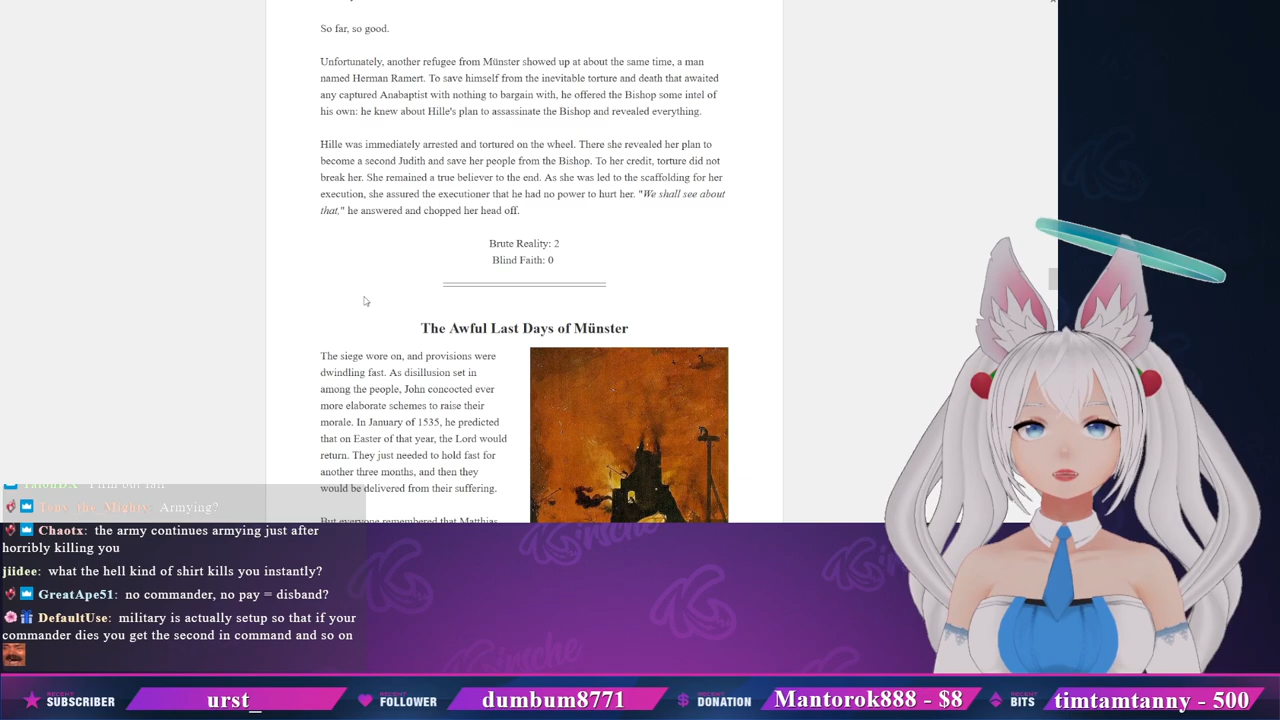 So far, so good.
Unfortunately, another refugee from Münster showed up at about the same time, a man
named Herman Ramert. To save himself from the inevitable torture and death that awaited
any captured Anabaptist with nothing to bargain with, he offered the Bishop some intel of
his own: he knew about Hille's plan to assassinate the Bishop and revealed everything.
Hille was immediately arrested and tortured on the wheel. There she revealed her plan to
become a second Judith and save her people from the Bishop. To her credit, torture did not
break her. She remained a true believer to the end. As she was led to the scaffolding for her
execution, she assured the executioner that he had no power to hurt her. "We shall see about
that," he answered and chopped her head off.
Brute Reality: 2
Blind Faith: 0
The Awful Last Days of Münster
The siege wore on, and provisions were
dwindling fast. As disillusion set in
among the people, John concocted ever
more elaborate schemes to raise their
morale. In January of 1535, he predicted
that on Easter of that year, the Lord would
return. They just needed to hold fast for
another three months, and then they
would be delivered from their suffering.
But everyone remembered that Matthias
Tony_the_Mighty: Armying?
Chaotx: the army continues armying just after
horribly killing you
jiidee: what the hell kind of shirt kills you instantly?
GreatApe51: no commander, no pay = disband?
DefaultUse: military is actually setup so that if your
commander dies you get the second in command and so on
RECENT SUBSCRIBER urst_
RECENT FOLLOWER dumbum8771
RECENT DONATION Mantorok888 - $8
RECENT BITS timtamtanny - 500